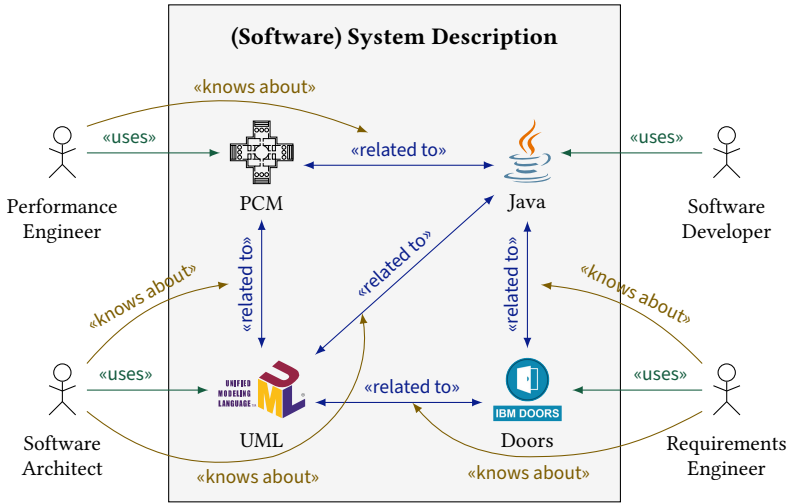 (Software) System Description
«knows about»
«uses»
«related to»
«uses»
PCM
Java
Performance
Engineer
Software
Developer
«related to»
«related to»
«related to»
«knows about»
«knows about»
UNIFIED
MODELING
LANGUAGE
UML
«uses»
«related to»
IBM DOORS
«uses»
UML
Doors
Software
Architect
Requirements
Engineer
«knows about»
«knows about»